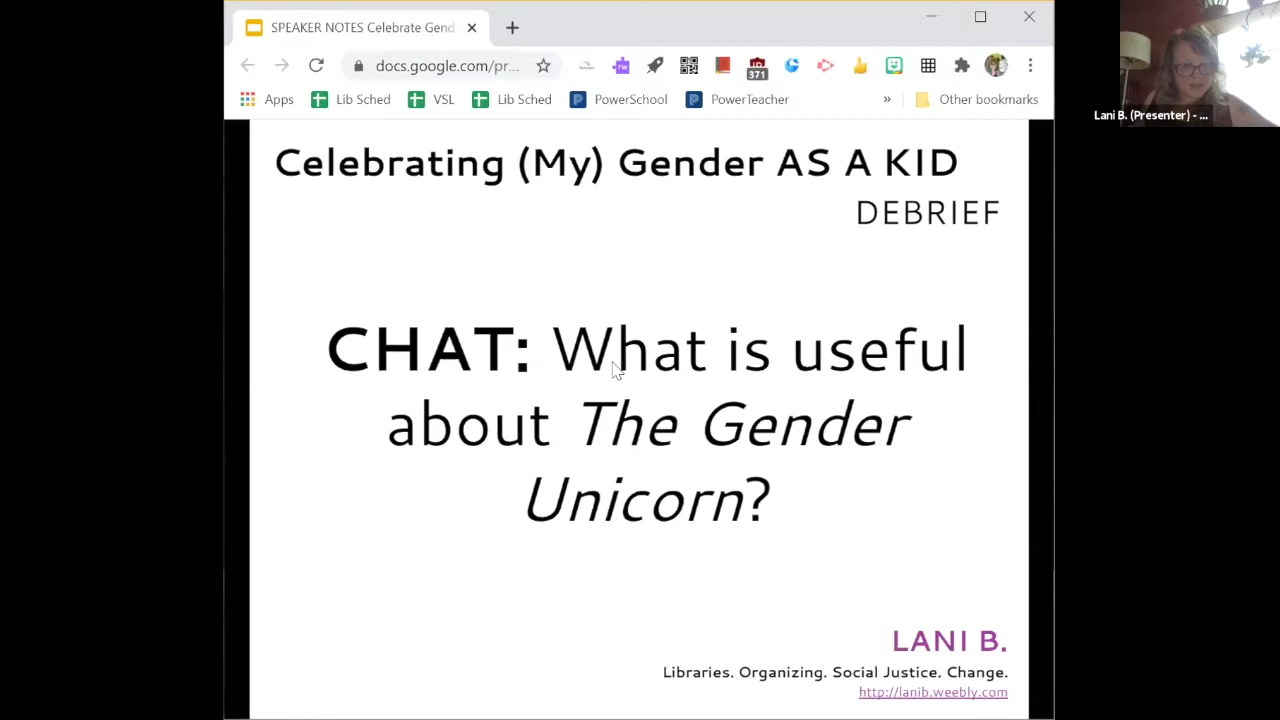 SPEAKER NOTES Celebrate Gend
docs.google.com/pr...
371
Apps
Lib Sched
VSL
Lib Sched
PowerSchool
PowerTeacher
»
Other bookmarks
Lani B. (Presenter) - ...
Celebrating (My) Gender AS A KID
DEBRIEF
CHAT: What is useful
about The Gender
Unicorn?
LANI B.
Libraries. Organizing. Social Justice. Change.
http://lanib.weebly.com